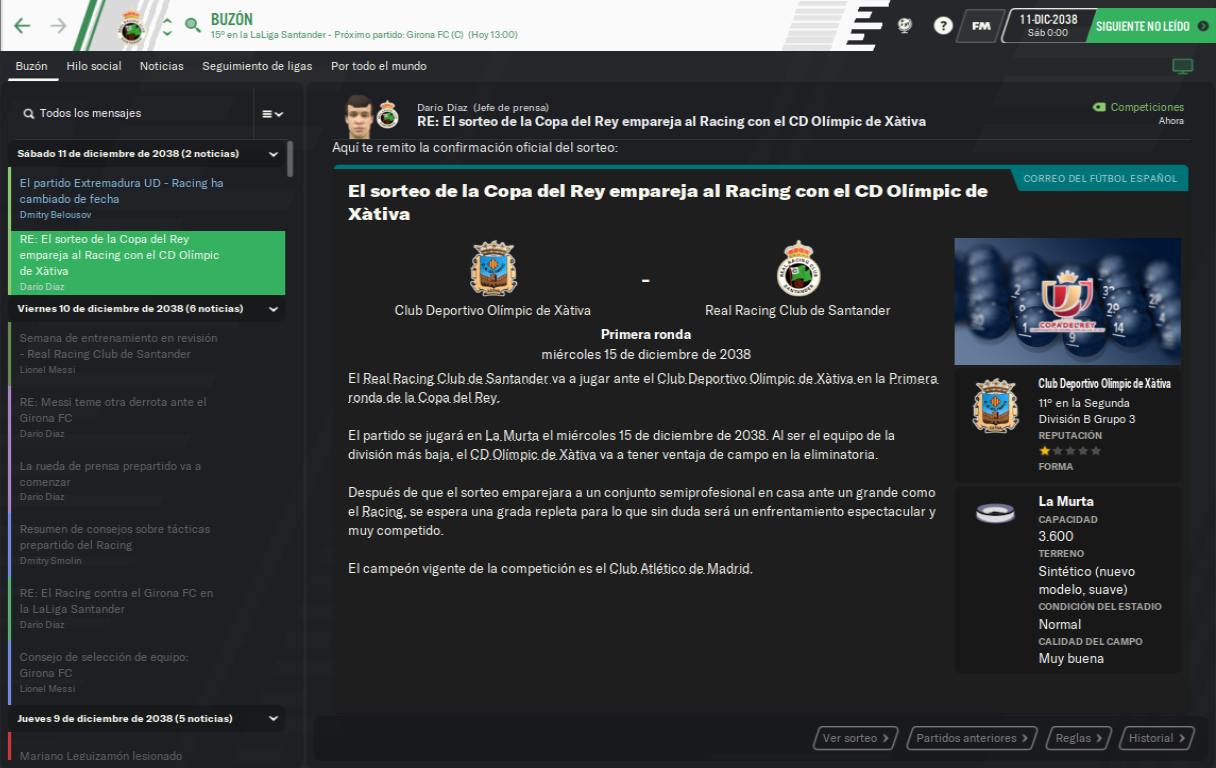 BUZÓN
15º en la LaLiga Santander - Próximo partido: Girona FC (C) (Hoy 13:00)
?
FM
11-DIC-2038
Sáb 0:00
SIGUIENTE NO LEÍDO
Buzón
Hilo social
Noticias
Seguimiento de ligas
Por todo el mundo
Todos los mensajes
Sábado 11 de diciembre de 2038 (2 noticias)
El partido Extremadura UD - Racing ha
cambiado de fecha
Dmitry Belousov
RE: El sorteo de la Copa del Rey
empareja al Racing con el CD Olímpic
de Xàtiva
Darío Díaz
Viernes 10 de diciembre de 2038 (6 noticias)
Semana de entrenamiento en revisión
- Real Racing Club de Santander
Lionel Messi
RE: Messi teme otra derrota ante el
Girona FC
Darío Díaz
La rueda de prensa prepartido va a
comenzar
Darío Díaz
Resumen de consejos sobre tácticas
prepartido del Racing
Dmitry Smolin
RE: El Racing contra el Girona FC en
la LaLiga Santander
Darío Díaz
Consejo de selección de equipo:
Girona FC
Lionel Messi
Jueves 9 de diciembre de 2038 (5 noticias)
Mariano Leguizamón lesionado
Darío Díaz (Jefe de prensa)
RE: El sorteo de la Copa del Rey empareja al Racing con el CD Olímpic de Xàtiva
Competiciones
Ahora
Aquí te remito la confirmación oficial del sorteo:
CORREO DEL FÚTBOL ESPAÑOL
El sorteo de la Copa del Rey empareja al Racing con el CD Olímpic de
Xàtiva
-
Club Deportivo Olímpic de Xàtiva
Real Racing Club de Santander
Primera ronda
miércoles 15 de diciembre de 2038
El Real Racing Club de Santander va a jugar ante el Club Deportivo Olímpic de Xàtiva en la Primera
ronda de la Copa del Rey.
El partido se jugará en La Murta el miércoles 15 de diciembre de 2038. Al ser el equipo de la
división más baja, el CD Olímpic de Xàtiva va a tener ventaja de campo en la eliminatoria.
Después de que el sorteo emparejara a un conjunto semiprofesional en casa ante un grande como
el Racing, se espera una grada repleta para lo que sin duda será un enfrentamiento espectacular y
muy competido.
El campeón vigente de la competición es el Club Atlético de Madrid.
COPA DEL REY
Club Deportivo Olímpic de Xàtiva
11º en la Segunda
División B Grupo 3
REPUTACIÓN
FORMA
La Murta
CAPACIDAD
3.600
TERRENO
Sintético (nuevo
modelo, suave)
CONDICIÓN DEL ESTADIO
Normal
CALIDAD DEL CAMPO
Muy buena
Ver sorteo
Partidos anteriores
Reglas
Historial